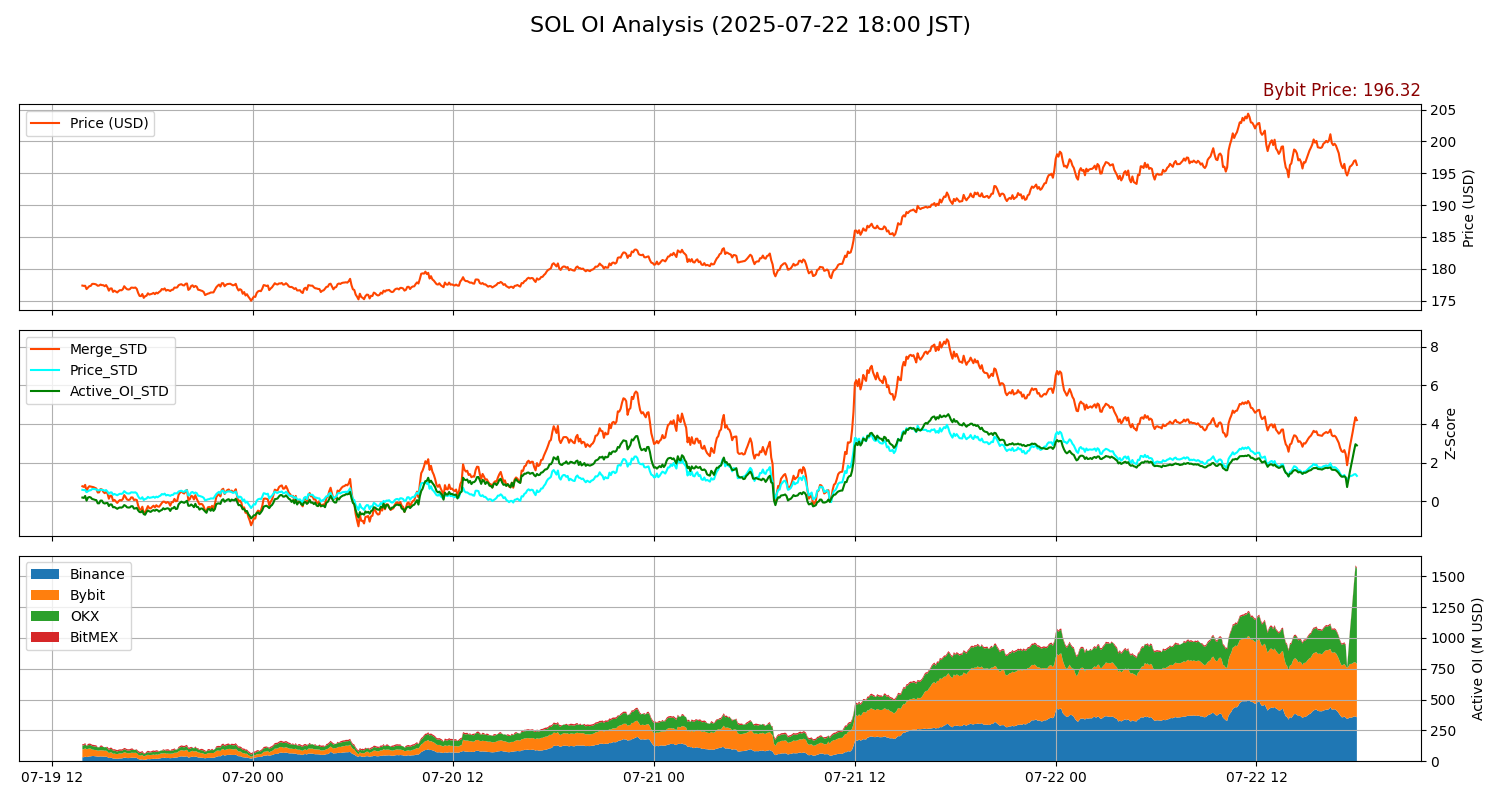 SOL OI Analysis (2025-07-22 18:00 JST)
Bybit Price: 196.32
Price (USD)
205
200
195
190
185
180
175
Price (USD)
Merge_STD
Price_STD
Active_OI_STD
8
6
4
2
0
Z-Score
Binance
Bybit
OKX
BitMEX
1500
1250
1000
750
500
250
0
Active OI (M USD)
07-19 12
07-20 00
07-20 12
07-21 00
07-21 12
07-22 00
07-22 12